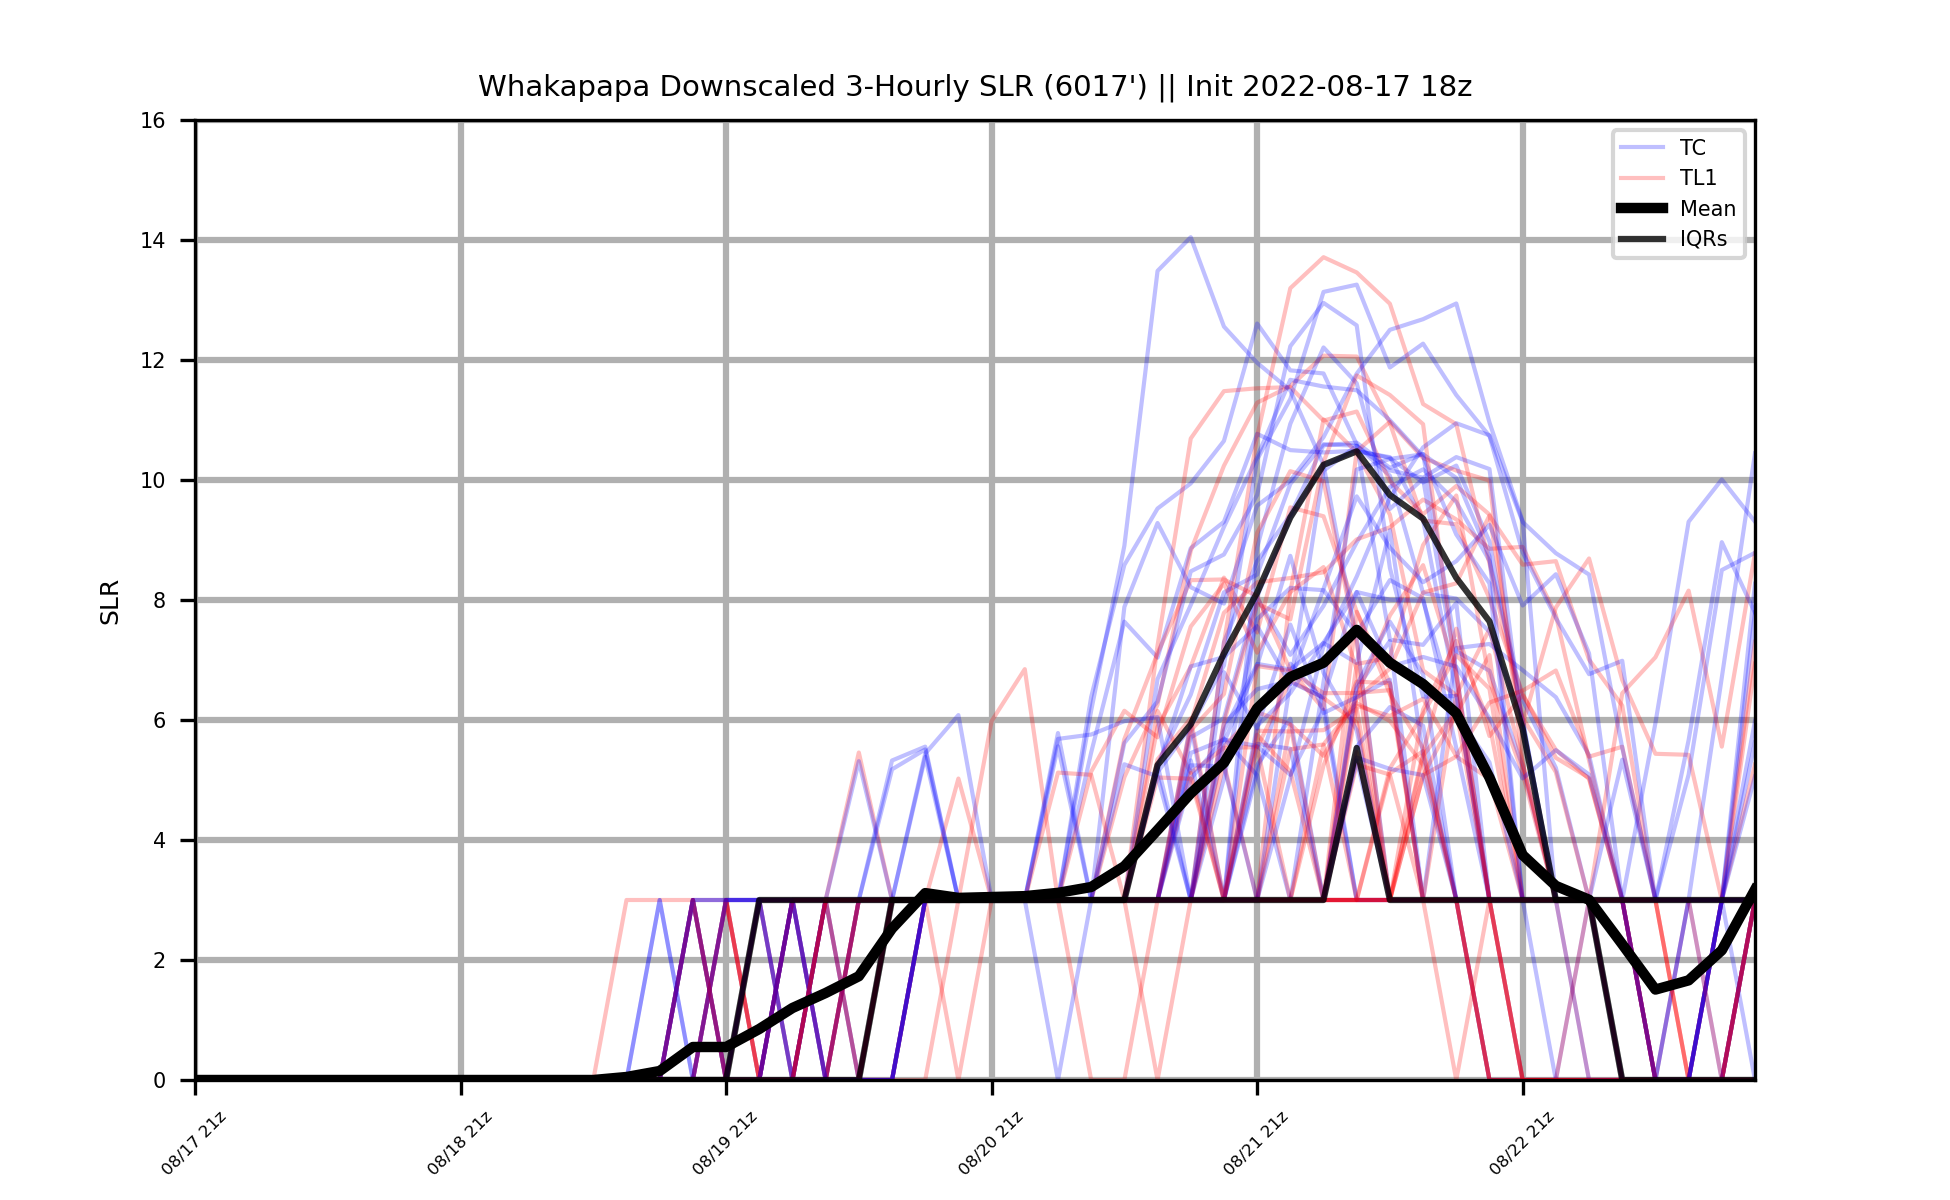 Whakapapa Downscaled 3-Hourly SLR (6017') || Init 2022-08-17 18z
16
14
12
10
8
6
4
2
0
SLR
TC
TL1
Mean
IQRs
08/17 21z
08/18 21z
08/19 21z
08/20 21z
08/21 21z
08/22 21z